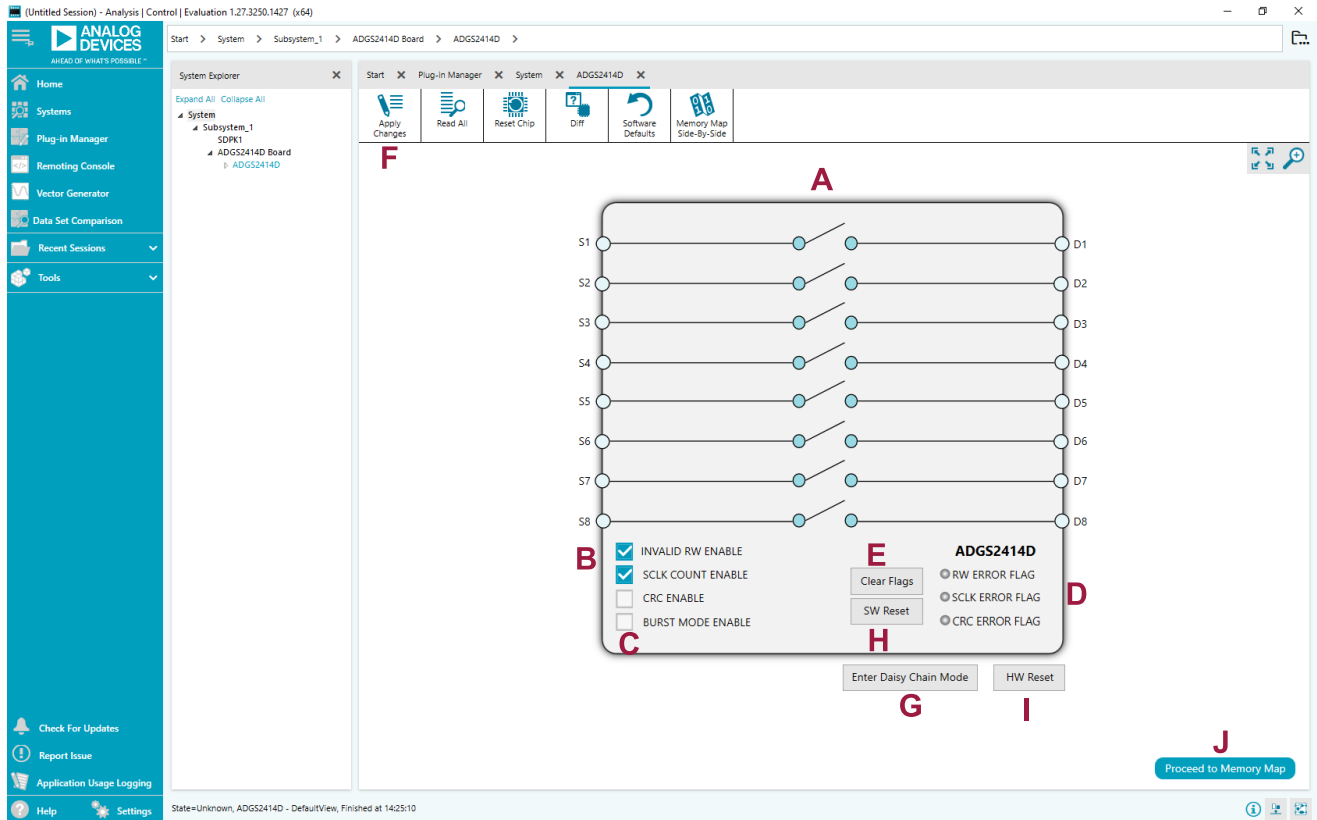 (Untitled Session) - Analysis | Control | Evaluation 1.27.3250.1427 (x64)
ANALOG
DEVICES
AHEAD OF WHAT'S POSSIBLE™
Home
Systems
Plug-in Manager
Remoting Console
Vector Generator
Data Set Comparison
Recent Sessions
Tools
Check For Updates
Report Issue
Application Usage Logging
Help Settings
Start > System > Subsystem_1 > ADGS2414D Board > ADGS2414D >
System Explorer
Expand All Collapse All
System
Subsystem_1
SDPK1
ADGS2414D Board
ADGS2414D
Start Plug-in Manager System ADGS2414D
Apply Changes
Read All
Reset Chip
Diff
Software Defaults
Memory Map Side-By-Side
F
A
S1 D1
S2 D2
S3 D3
S4 D4
S5 D5
S6 D6
S7 D7
S8 D8
B
INVALID RW ENABLE
SCLK COUNT ENABLE
CRC ENABLE
BURST MODE ENABLE
C
E
Clear Flags
SW Reset
H
ADGS2414D
RW ERROR FLAG
SCLK ERROR FLAG
CRC ERROR FLAG
D
Enter Daisy Chain Mode HW Reset
G I
J
Proceed to Memory Map
State=Unknown, ADGS2414D - DefaultView, Finished at 14:25:10